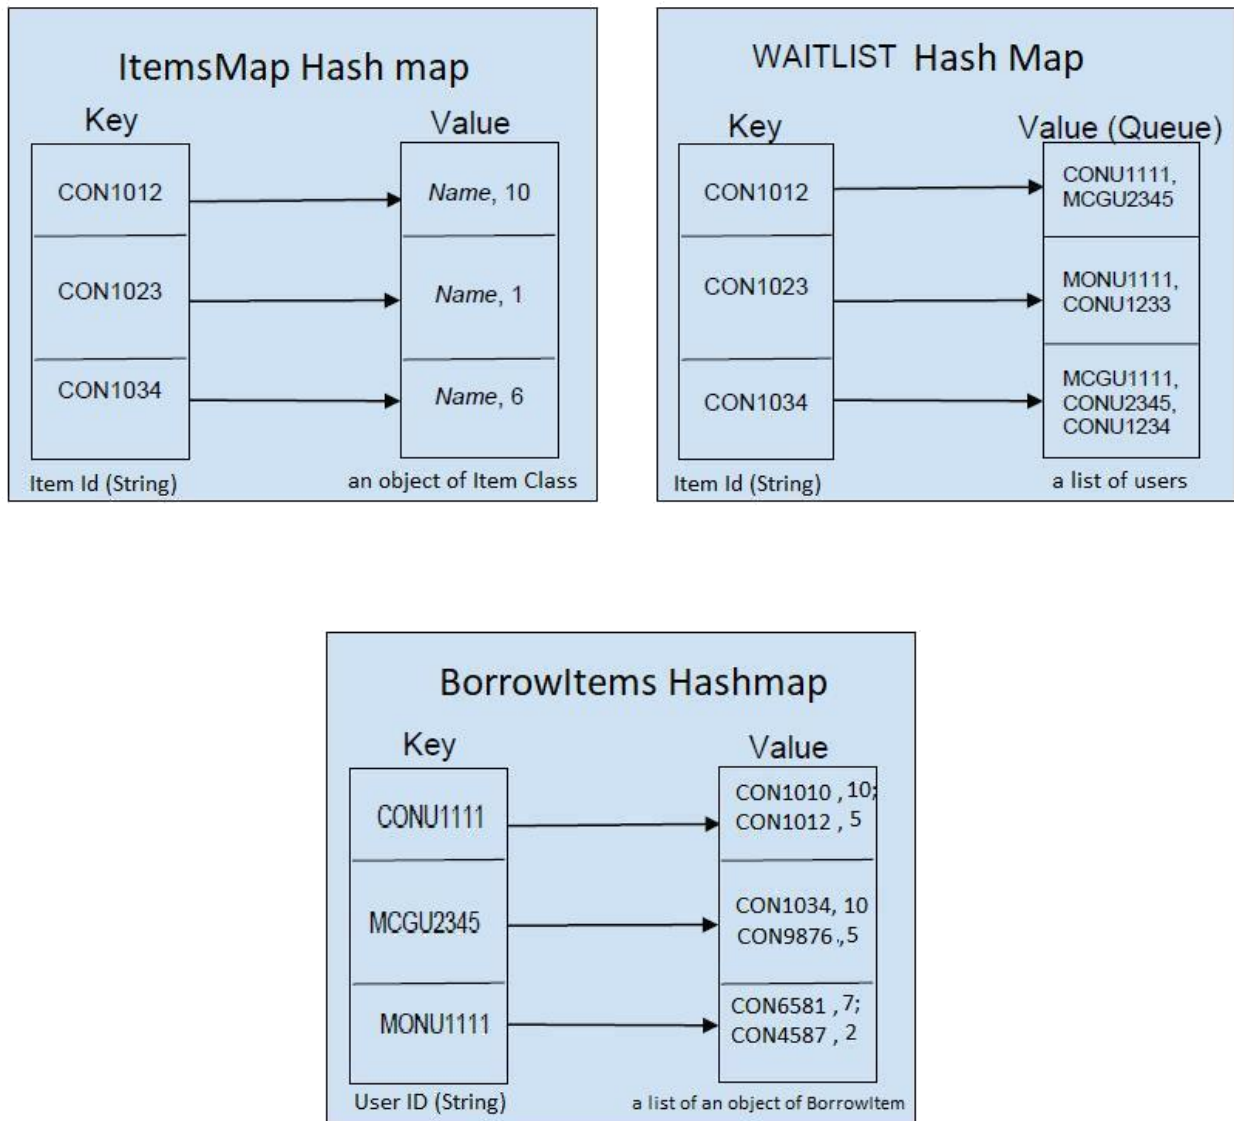 ItemsMap Hash map
Key
Value
CON1012
Name, 10
CON1023
Name, 1
CON1034
Name, 6
Item Id (String)
an object of Item Class
WAITLIST Hash Map
Key
Value (Queue)
CON1012
CONU1111,
MCGU2345
CON1023
MONU1111,
CONU1233
CON1034
MCGU1111,
CONU2345,
CONU1234
Item Id (String)
a list of users
BorrowItems Hashmap
Key
Value
CONU1111
CON1010 , 10;
CON1012 , 5
MCGU2345
CON1034, 10
CON9876 ., 5
MONU1111
CON6581 , 7;
CON4587 , 2
User ID (String)
a list of an object of BorrowItem